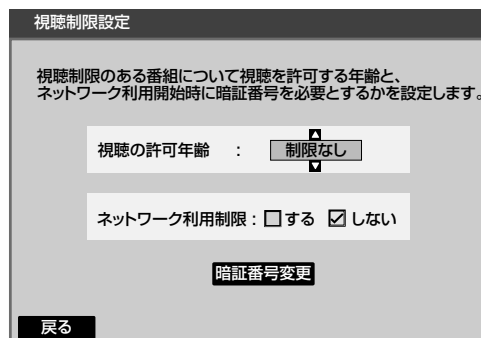 視聴制限設定
視聴制限のある番組について視聴を許可する年齢と、
ネットワーク利用開始時に暗証番号を必要とするかを設定します。
視聴の許可年齢 : 制限なし
ネットワーク利用制限 : する しない
暗証番号変更
戻る